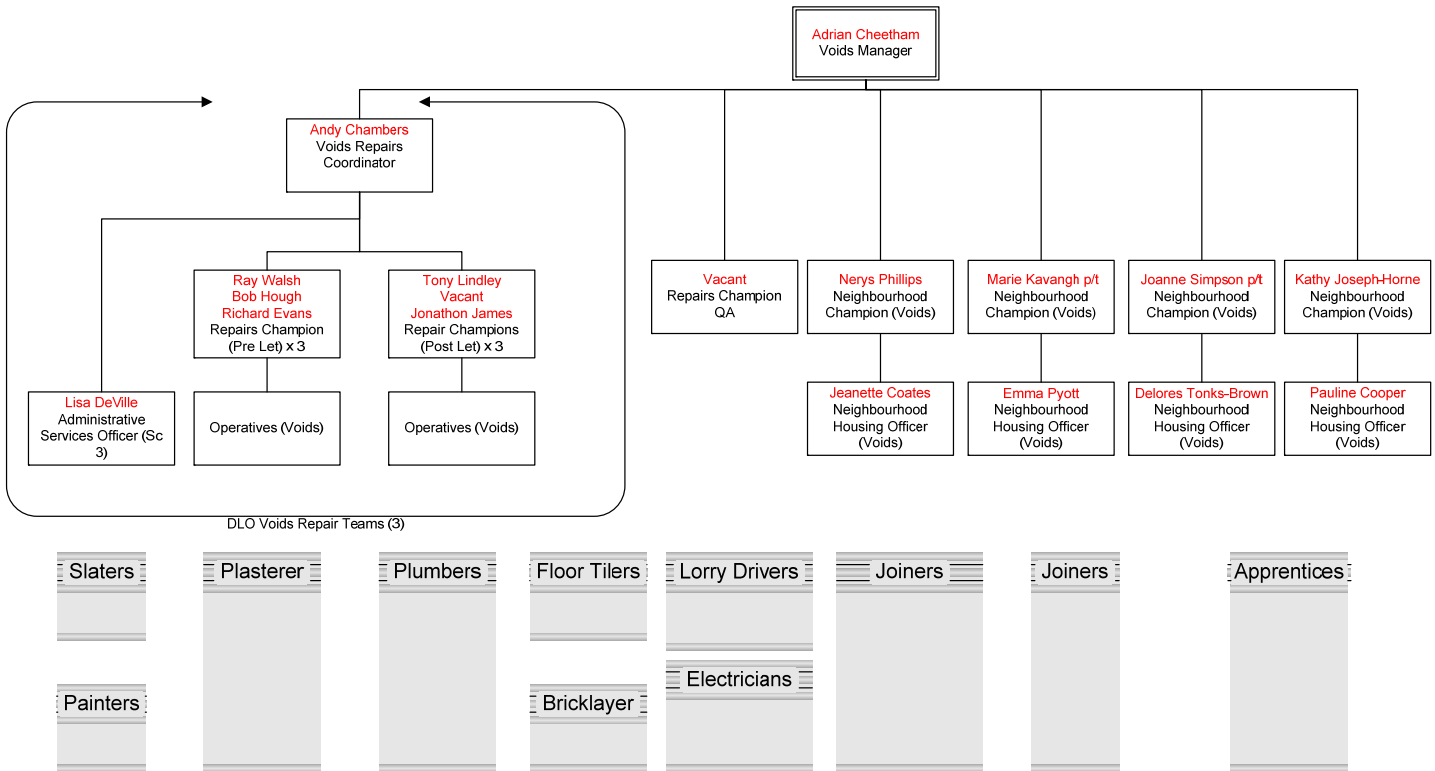 Adrian Cheetham
Voids Manager
Andy Chambers
Voids Repairs
Coordinator
Ray Walsh
Bob Hough
Richard Evans
Repairs Champion
(Pre Let) x 3
Tony Lindley
Vacant
Jonathon James
Repair Champions
(Post Let) x 3
Vacant
Repairs Champion
QA
Nerys Phillips
Neighbourhood
Champion (Voids)
Marie Kavangh p/t
Neighbourhood
Champion (Voids)
Joanne Simpson p/t
Neighbourhood
Champion (Voids)
Kathy Joseph-Horne
Neighbourhood
Champion (Voids)
Lisa DeVille
Administrative
Services Officer (Sc
3)
Operatives (Voids)
Operatives (Voids)
Jeanette Coates
Neighbourhood
Housing Officer
(Voids)
Emma Pyott
Neighbourhood
Housing Officer
(Voids)
Delores Tonks-Brown
Neighbourhood
Housing Officer
(Voids)
Pauline Cooper
Neighbourhood
Housing Officer
(Voids)
DLO Voids Repair Teams (3)
Slaters
Plasterer
Plumbers
Floor Tilers
Lorry Drivers
Joiners
Joiners
Apprentices
Electricians
Painters
Bricklayer